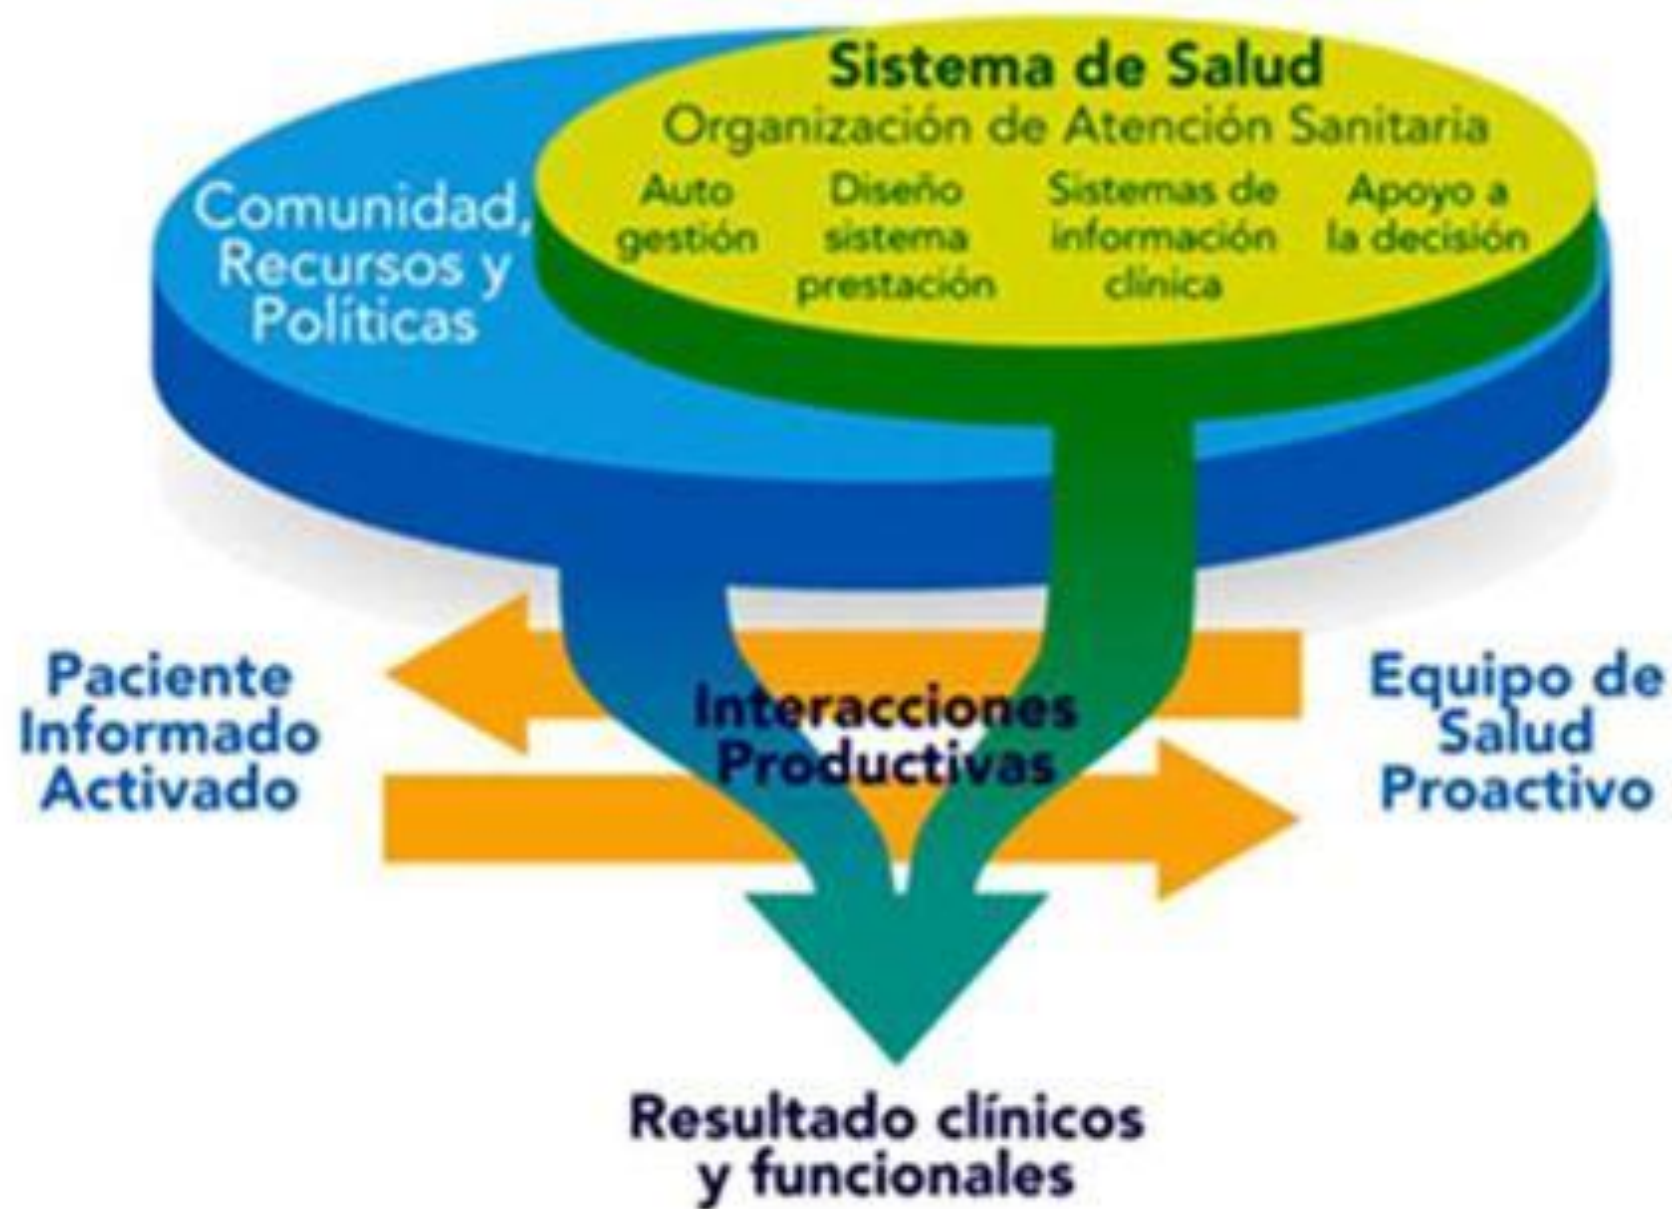 Sistema de Salud
Organización de Atención Sanitaria
Auto
gestión
Diseño
sistema
prestación
Sistemas de
información
clínica
Apoyo a
la decisión
Comunidad,
Recursos y
Políticas
Paciente
Informado
Activado
Interacciones
Productivas
Equipo de
Salud
Proactivo
Resultado clínicos
y funcionales